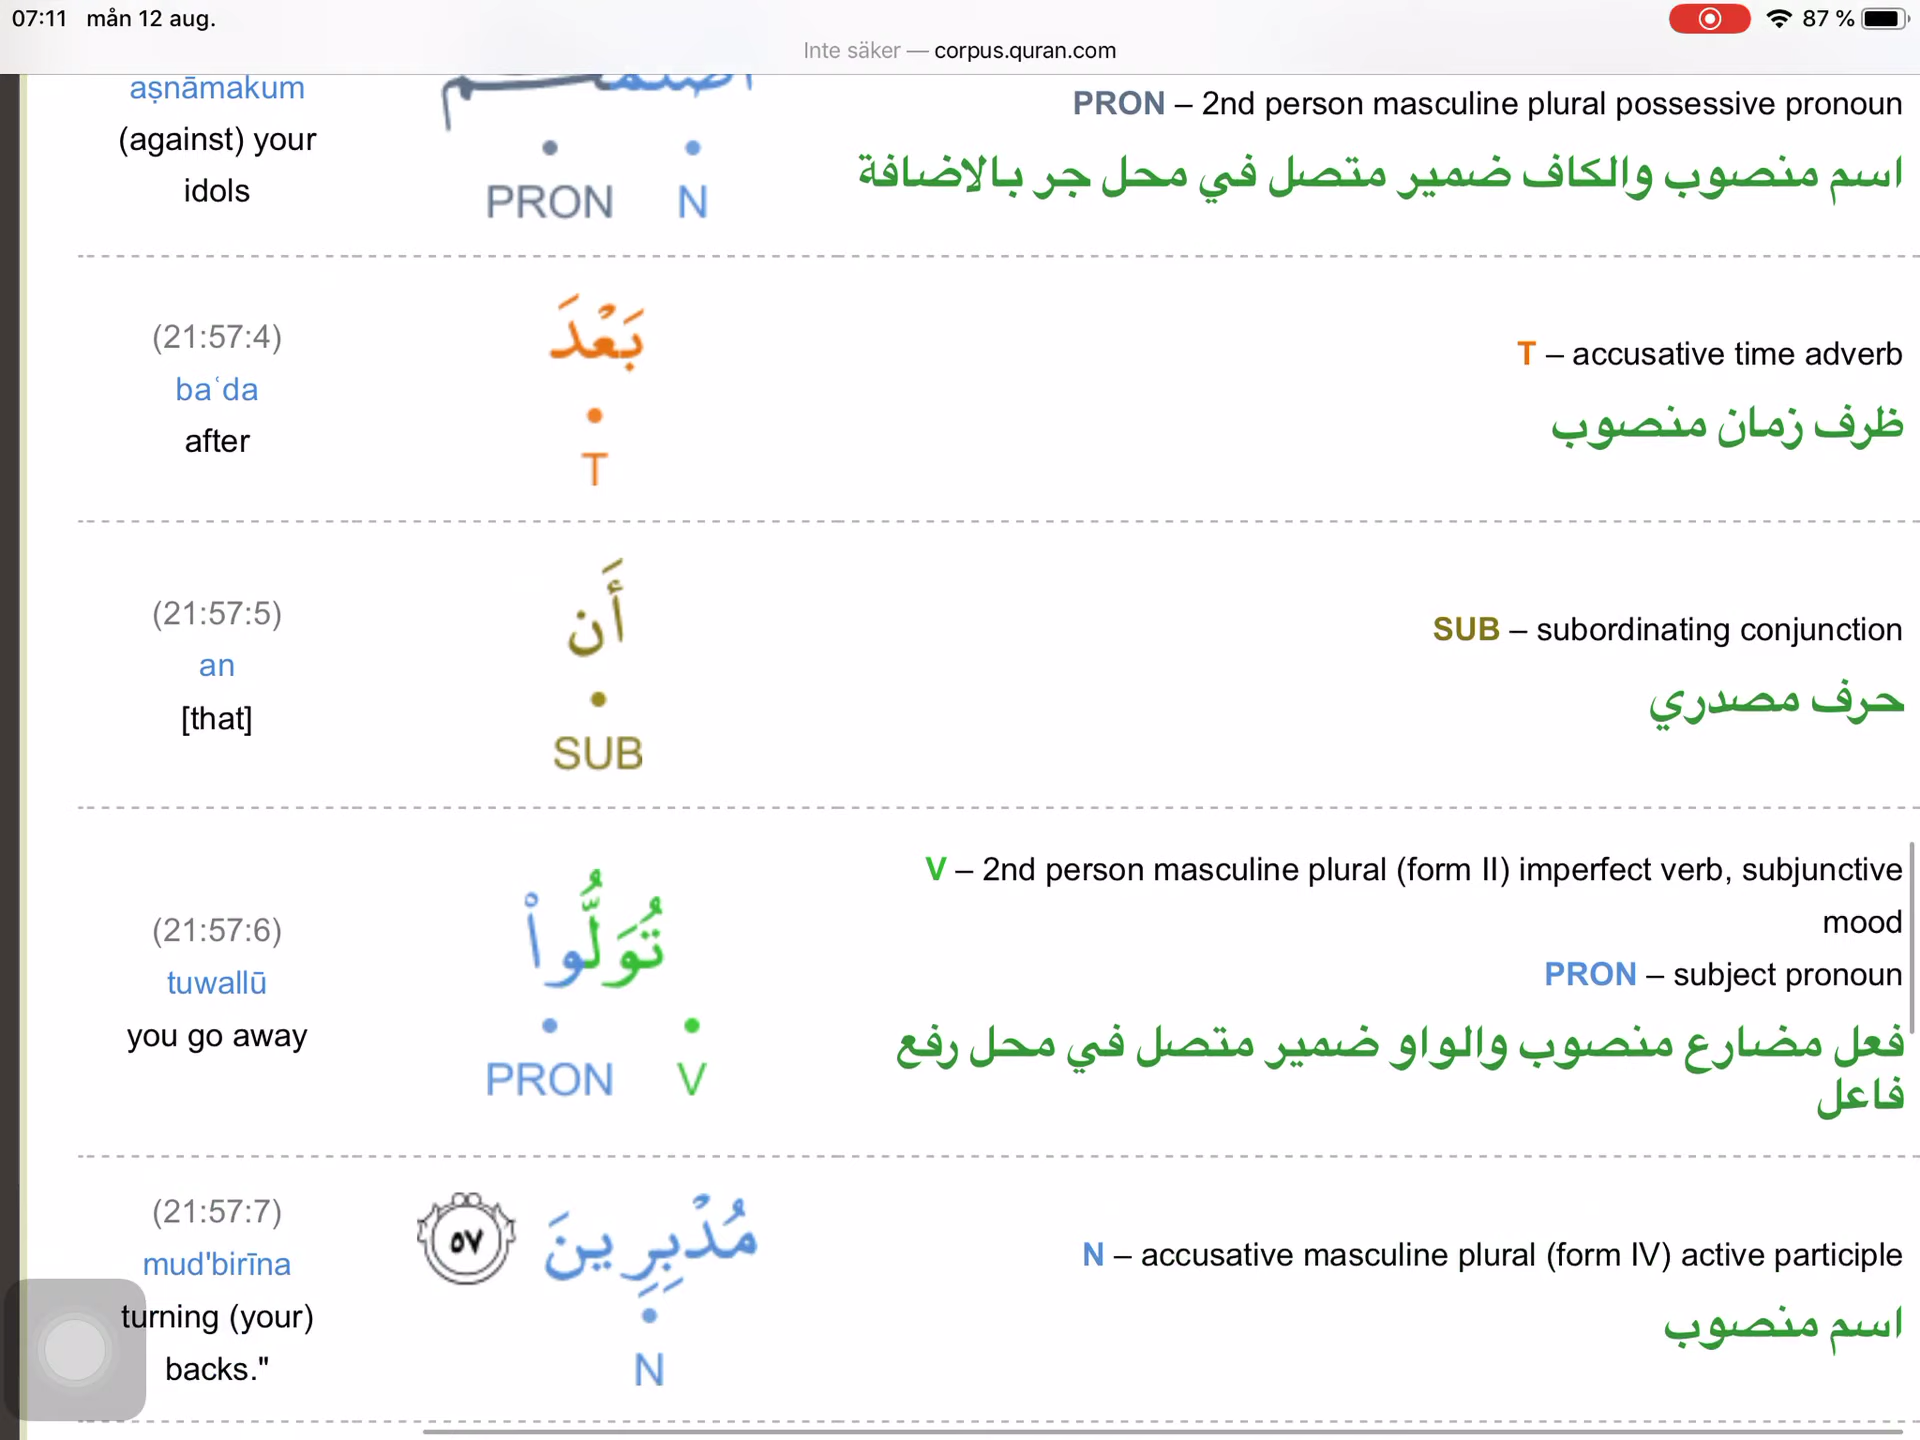 07:11 mån 12 aug.
87 %
Inte säker — corpus.quran.com
aṣnāmakum
(against) your
idols
PRON N
PRON – 2nd person masculine plural possessive pronoun
اسم منصوب والكاف ضمير متصل في محل جر بالاضافة
(21:57:4)
baʿda
after
بَعْدَ
T
T – accusative time adverb
ظرف زمان منصوب
(21:57:5)
an
[that]
أَن
SUB
SUB – subordinating conjunction
حرف مصدري
(21:57:6)
tuwallū
you go away
تُوَلُّوا۟
PRON V
V – 2nd person masculine plural (form II) imperfect verb, subjunctive
mood
PRON – subject pronoun
فعل مضارع منصوب والواو ضمير متصل في محل رفع
فاعل
(21:57:7)
mud'birīna
turning (your)
backs."
مُدْبِرِينَ ٥٧
N
N – accusative masculine plural (form IV) active participle
اسم منصوب